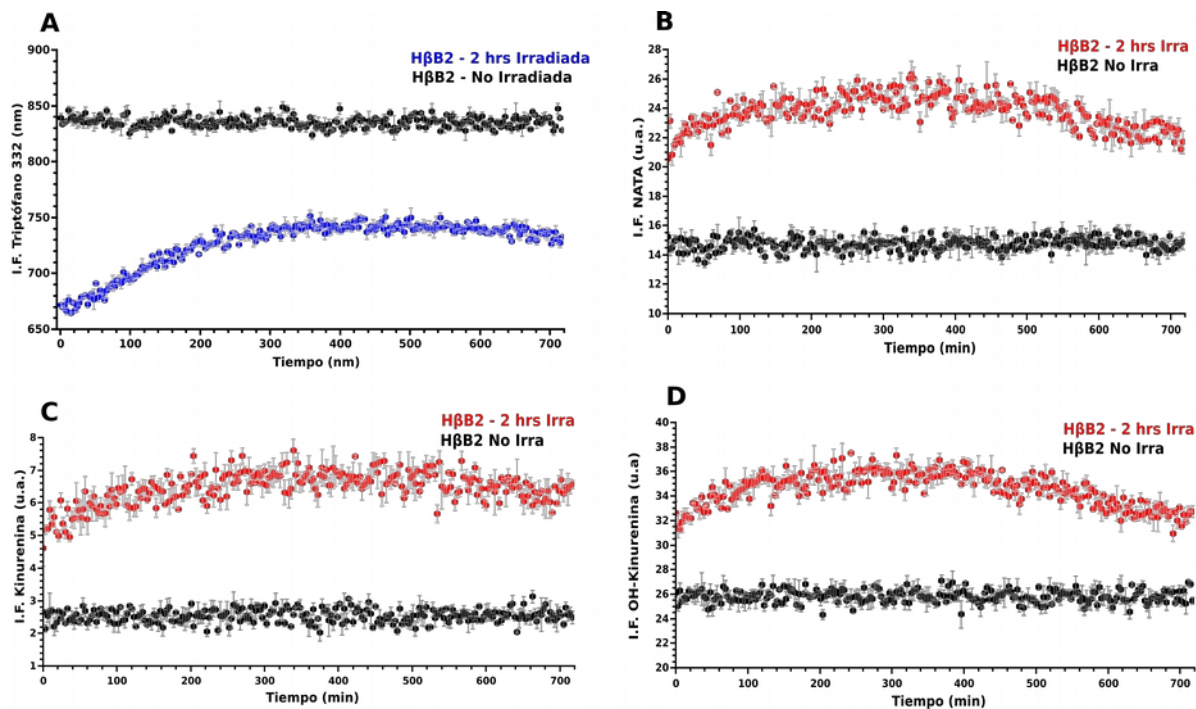 A
HβB2 - 2 hrs Irradiada
HβB2 - No Irradiada
900
850
800
750
700
650
I.F. Triptófano 332 (nm)
0 100 200 300 400 500 600 700
Tiempo (nm)
B
HβB2 - 2 hrs Irra
HβB2 No Irra
28
26
24
22
20
18
16
14
12
10
I.F. NATA (u.a.)
0 100 200 300 400 500 600 700
Tiempo (min)
C
HβB2 - 2 hrs Irra
HβB2 No Irra
8
7
6
5
4
3
2
1
I.F. Kinurenina (u.a.)
0 100 200 300 400 500 600 700
Tiempo (min)
D
HβB2 - 2 hrs Irra
HβB2 No Irra
40
38
36
34
32
30
28
26
24
22
20
I.F. OH-Kinurenina (u.a)
0 100 200 300 400 500 600 700
Tiempo (min)